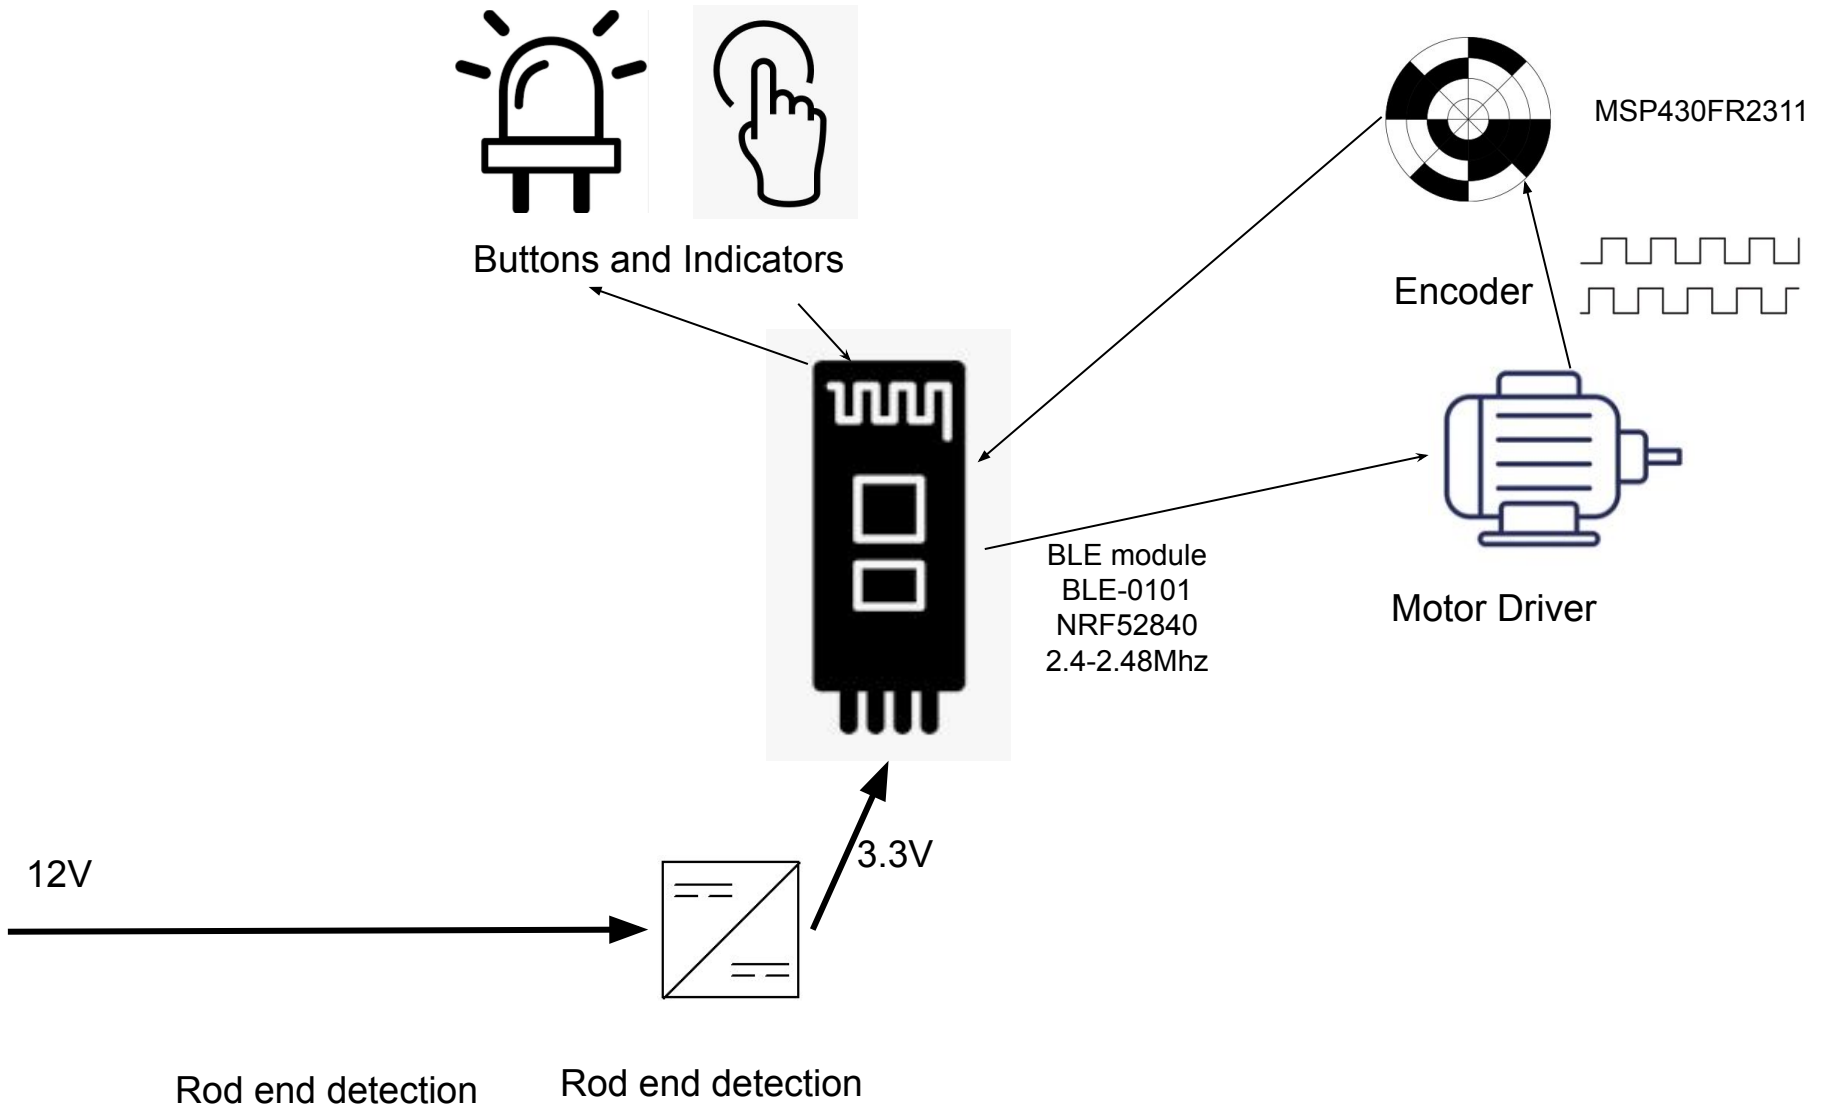 MSP430FR2311
Buttons and Indicators
Encoder
BLE module
BLE-0101
NRF52840
2.4-2.48Mhz
Motor Driver
3.3V
12V
Rod end detection
Rod end detection